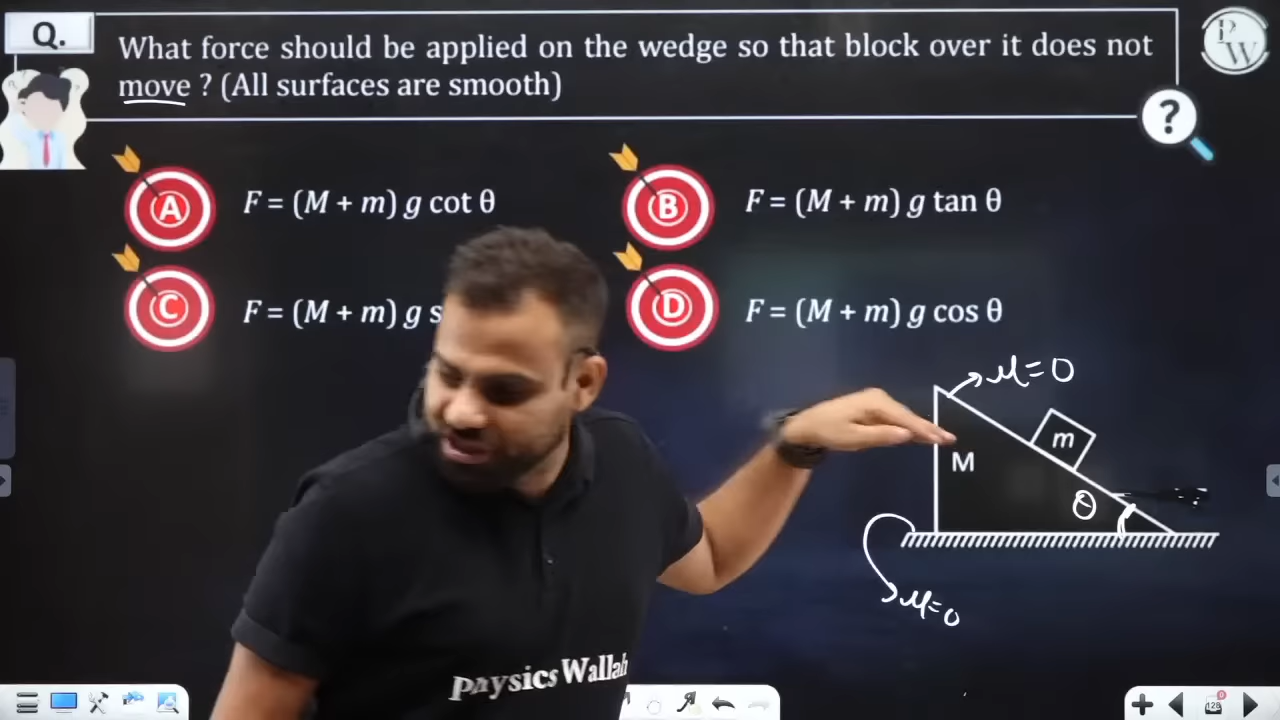 Q.
What force should be applied on the wedge so that block over it does not
move ? (All surfaces are smooth)
P
W
?
A F = (M + m) g cot θ
B F = (M + m) g tan θ
C F = (M + m) g s
D F = (M + m) g cos θ
μ=0
m
M
θ
μ=0
Physics Wallah